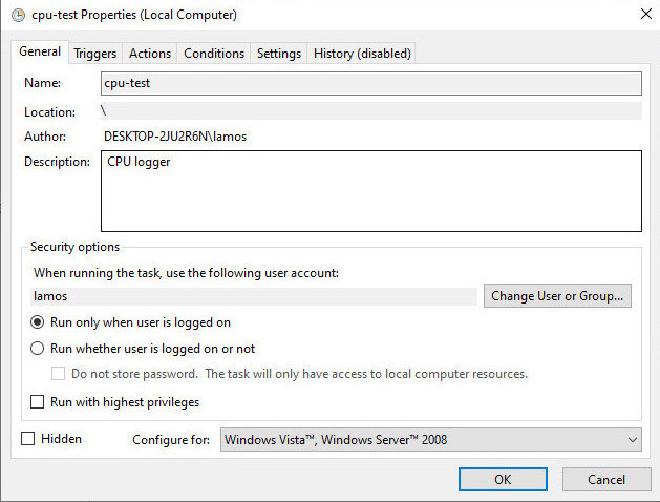 cpu-test Properties (Local Computer)
General Triggers Actions Conditions Settings History (disabled)
Name: cpu-test
Location: \
Author: DESKTOP-2JU2R6N\lamos
Description: CPU logger
Security options
When running the task, use the following user account:
lamos Change User or Group...
Run only when user is logged on
Run whether user is logged on or not
Do not store password. The task will only have access to local computer resources.
Run with highest privileges
Hidden Configure for: Windows Vista™, Windows Server™ 2008
OK Cancel